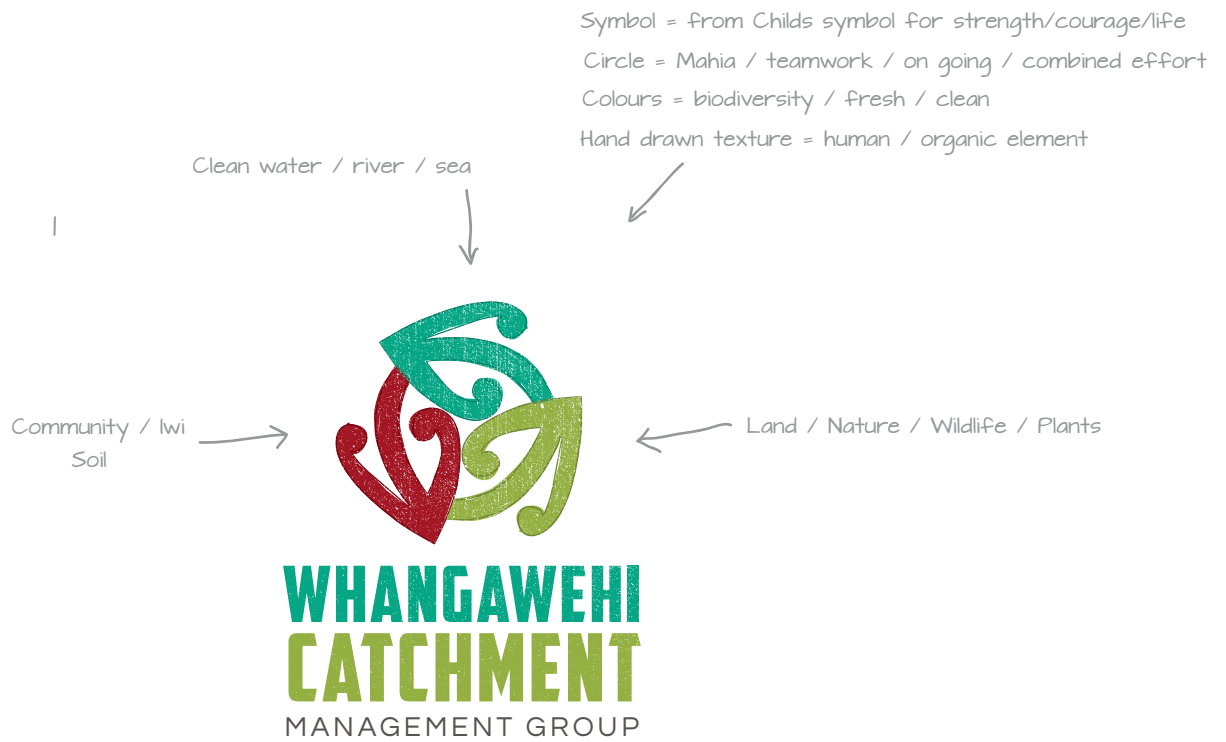 Symbol = from Childs symbol for strength/courage/life
Circle = Mahia / teamwork / on going / combined effort
Colours = biodiversity / fresh / clean
Hand drawn texture = human / organic element
Clean water / river / sea
Community / Iwi
Soil
Land / Nature / Wildlife / Plants
WHANGAWEHI
CATCHMENT
MANAGEMENT GROUP